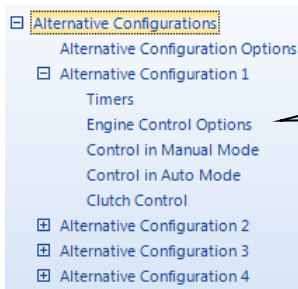 Alternative Configurations
Alternative Configuration Options
Alternative Configuration 1
Timers
Engine Control Options
Control in Manual Mode
Control in Auto Mode
Clutch Control
Alternative Configuration 2
Alternative Configuration 3
Alternative Configuration 4